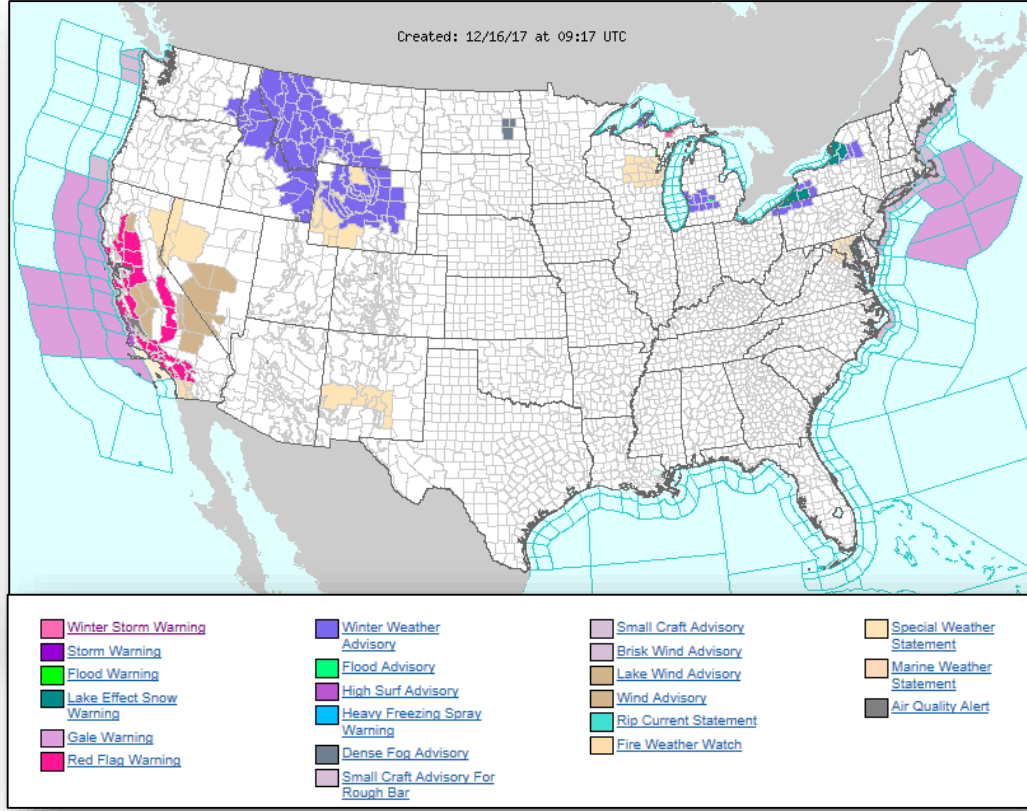 Created: 12/16/17 at 09:17 UTC
Winter Storm Warning
Storm Warning
Flood Warning
Lake Effect Snow
Warning
Gale Warning
Red Flag Warning
Winter Weather
Advisory
Flood Advisory
High Surf Advisory
Heavy Freezing Spray
Warning
Dense Fog Advisory
Small Craft Advisory For
Rough Bar
Small Craft Advisory
Brisk Wind Advisory
Lake Wind Advisory
Wind Advisory
Rip Current Statement
Fire Weather Watch
Special Weather
Statement
Marine Weather
Statement
Air Quality Alert